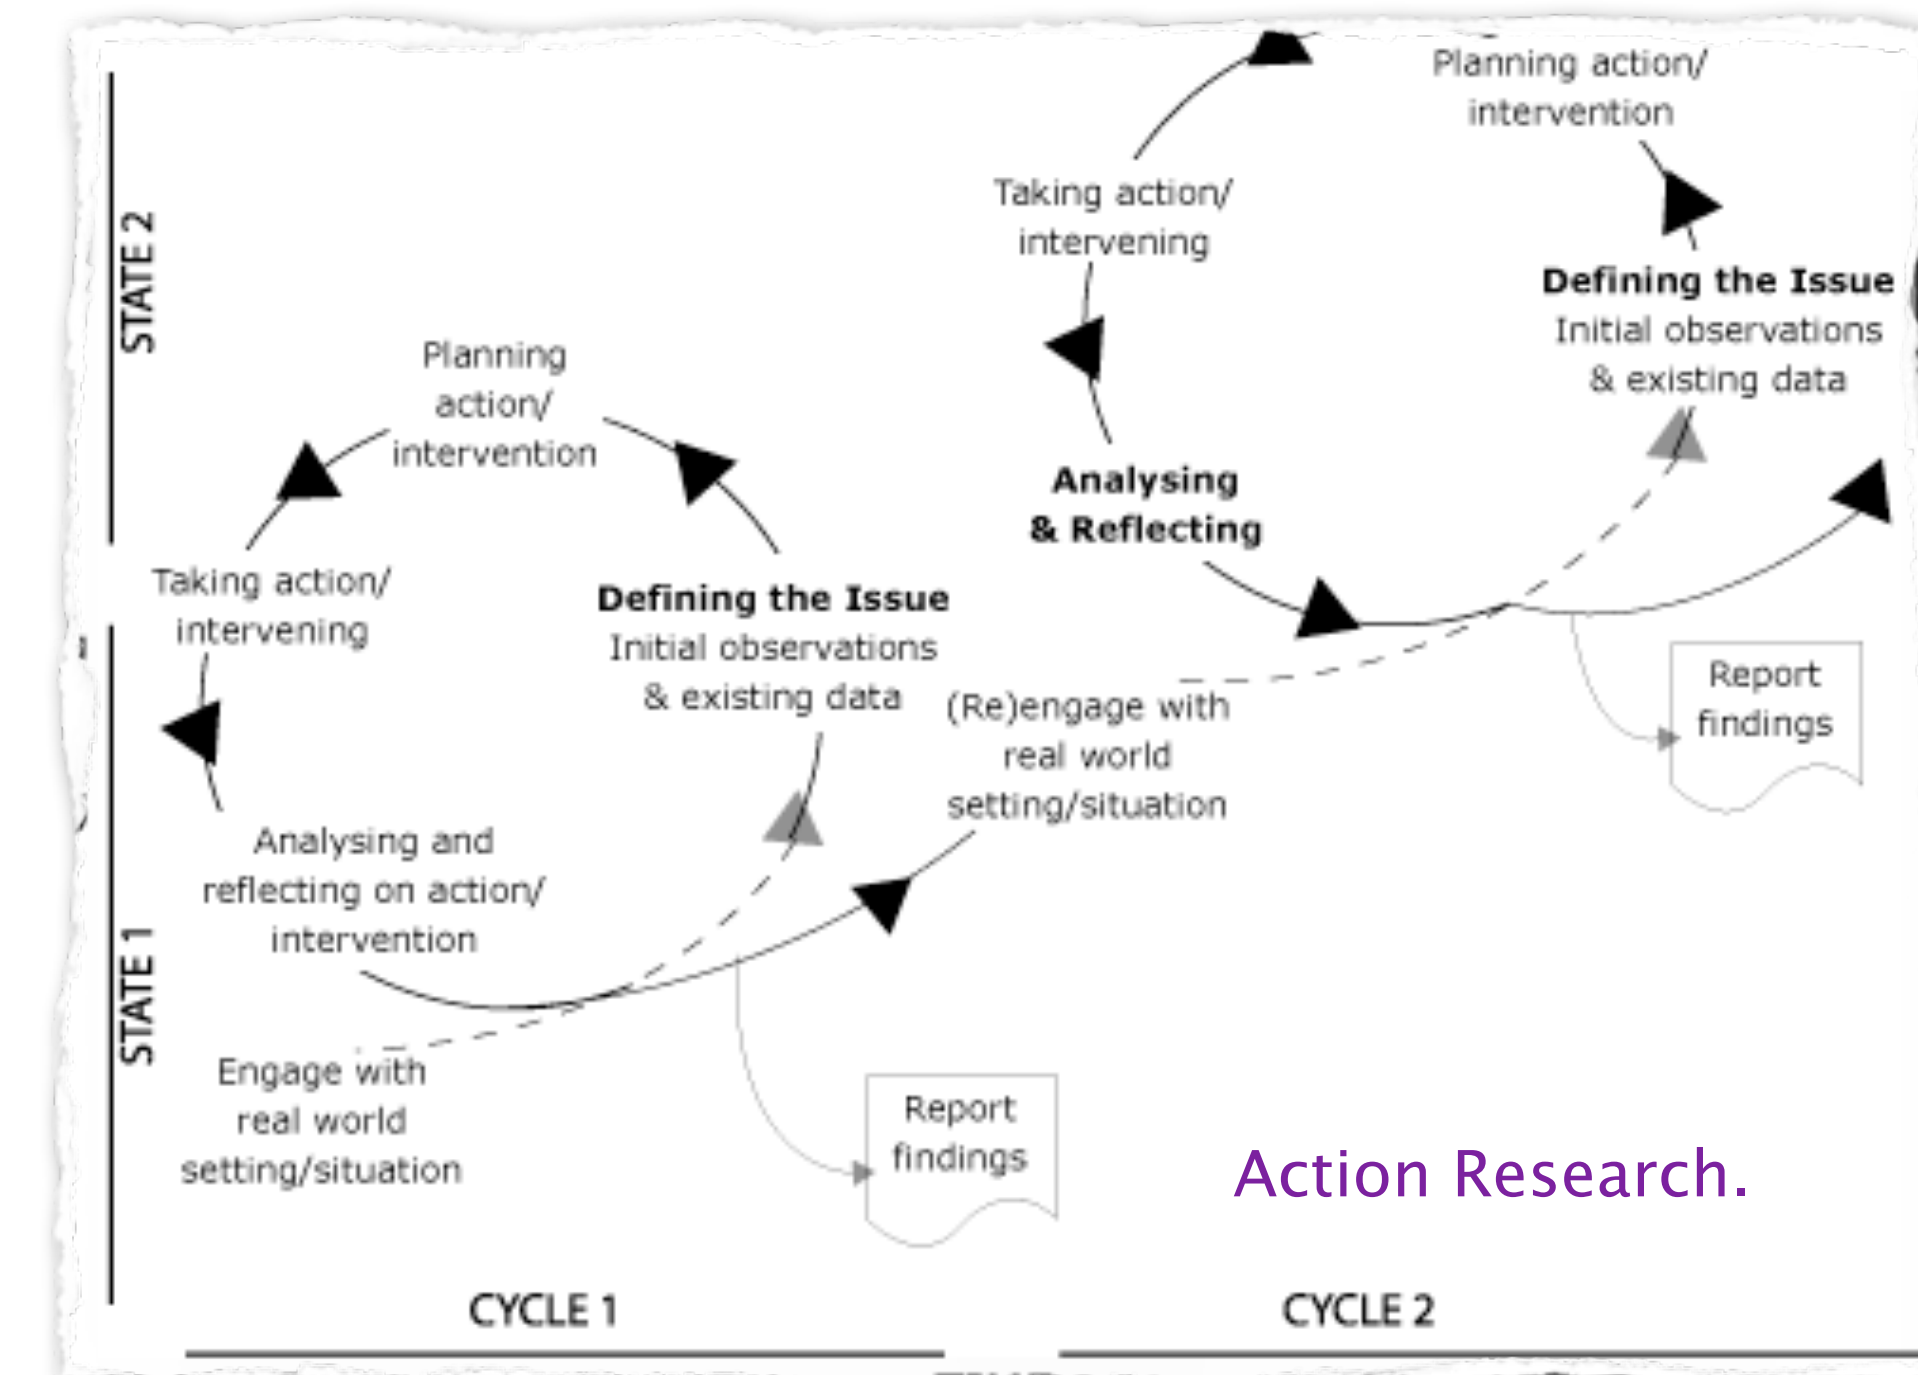 STATE 2
Planning action/
intervention
Taking action/
intervening
Defining the Issue
Initial observations
& existing data
Analysing
& Reflecting
Report
findings
Planning
action/
intervention
Taking action/
intervening
Defining the Issue
Initial observations
& existing data
(Re)engage with
real world
setting/situation
STATE 1
Analysing and
reflecting on action/
intervention
Engage with
real world
setting/situation
Report
findings
Action Research.
CYCLE 1
CYCLE 2